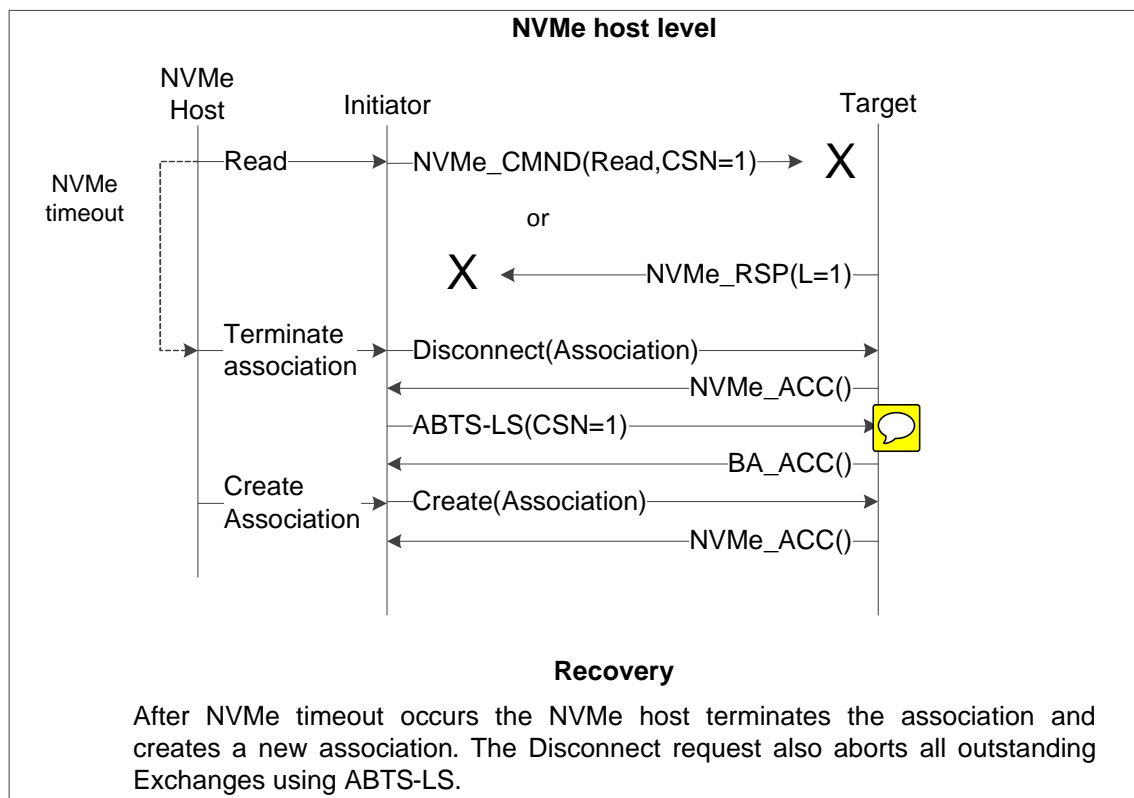 NVMe host level
NVMe
Host
Initiator
Target
Read
NVMe_CMND(Read,CSN=1)
X
NVMe
timeout
or
X
NVMe_RSP(L=1)
Terminate
association
Disconnect(Association)
NVMe_ACC()
ABTS-LS(CSN=1)
BA_ACC()
Create
Association
Create(Association)
NVMe_ACC()
Recovery
After NVMe timeout occurs the NVMe host terminates the association and
creates a new association. The Disconnect request also aborts all outstanding
Exchanges using ABTS-LS.